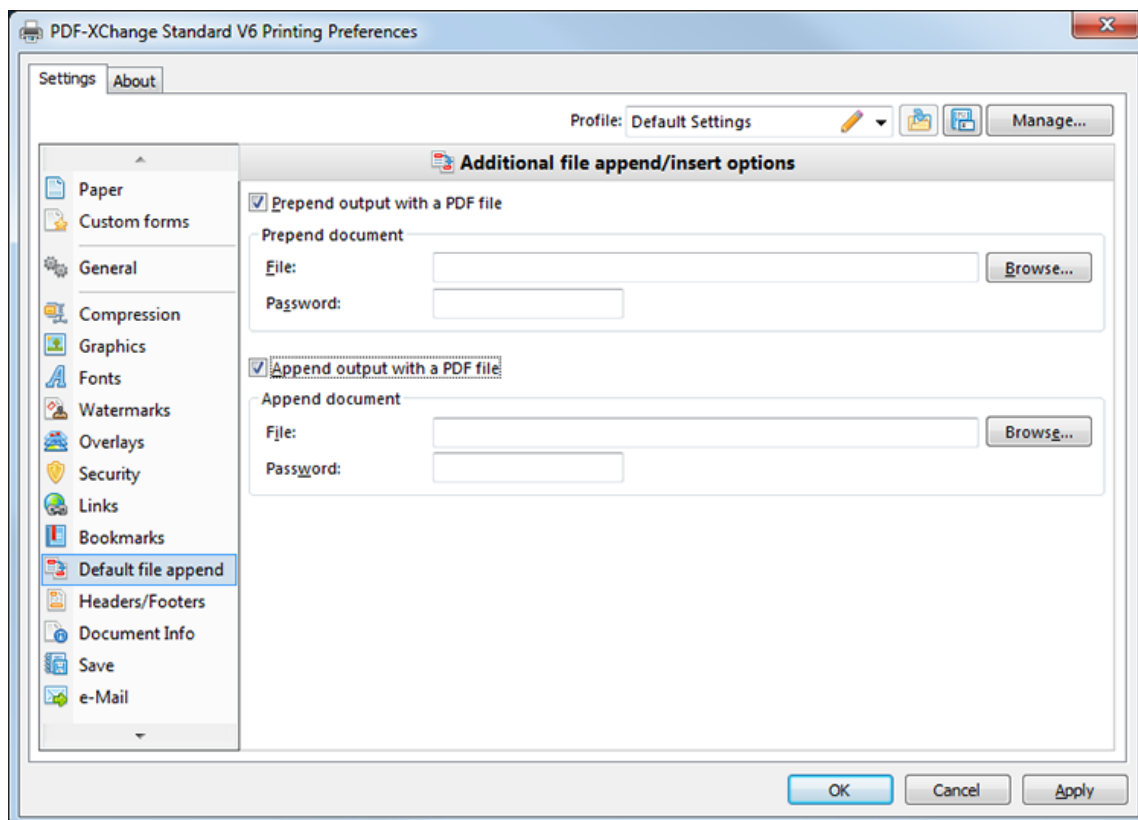 PDF-XChange Standard V6 Printing Preferences
Settings About
Profile: Default Settings Manage...
Additional file append/insert options
Paper
Custom forms
General
Compression
Graphics
Fonts
Watermarks
Overlays
Security
Links
Bookmarks
Default file append
Headers/Footers
Document Info
Save
e-Mail
Prepend output with a PDF file
Prepend document
File: Browse...
Password:
Append output with a PDF file
Append document
File: Browse...
Password:
OK Cancel Apply